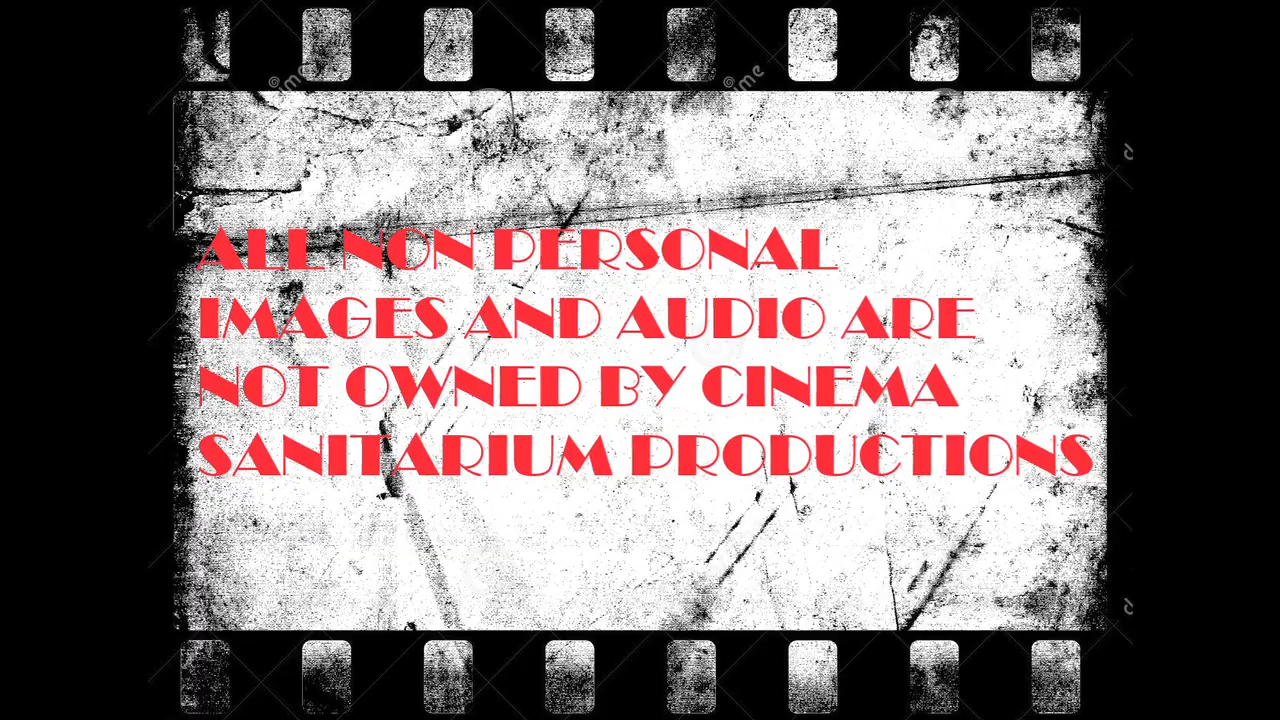 ALL NON PERSONAL
IMAGES AND AUDIO ARE
NOT OWNED BY CINEMA
SANITARIUM PRODUCTIONS